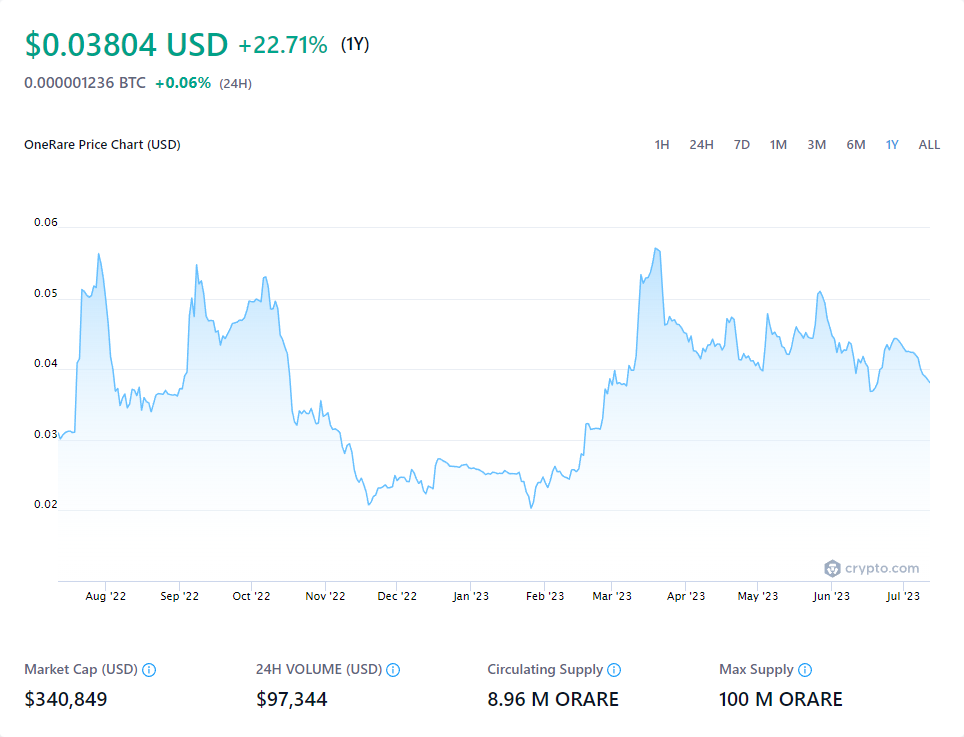 $0.03804 USD +22.71% (1Y)
0.000001236 BTC +0.06% (24H)
OneRare Price Chart (USD) 1H 24H 7D 1M 3M 6M 1Y ALL
0.06
0.05
0.04
0.03
0.02
crypto.com
Aug '22 Sep '22 Oct '22 Nov '22 Dec '22 Jan '23 Feb '23 Mar '23 Apr '23 May '23 Jun '23 Jul '23
Market Cap (USD) 24H VOLUME (USD) Circulating Supply Max Supply
$340,849 $97,344 8.96 M ORARE 100 M ORARE